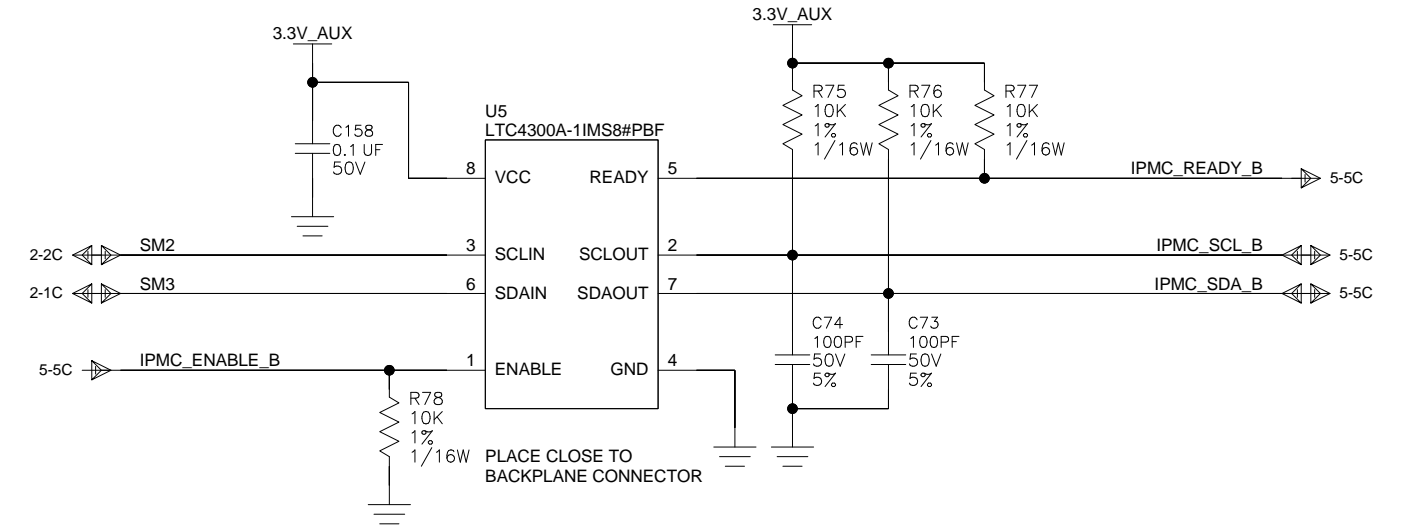 3.3V_AUX
C158
0.1 UF
50V
U5
LTC4300A-1IMS8#PBF
8
VCC
READY
5
3
SCLIN
SCLOUT
2
6
SDAIN
SDAOUT
7
1
ENABLE
GND
4
2-2C
SM2
2-1C
SM3
5-5C
IPMC_ENABLE_B
R78
10K
1%
1/16W
PLACE CLOSE TO
BACKPLANE CONNECTOR
3.3V_AUX
R75
10K
1%
1/16W
R76
10K
1%
1/16W
R77
10K
1%
1/16W
IPMC_READY_B
5-5C
IPMC_SCL_B
5-5C
IPMC_SDA_B
5-5C
C74
100PF
50V
5%
C73
100PF
50V
5%